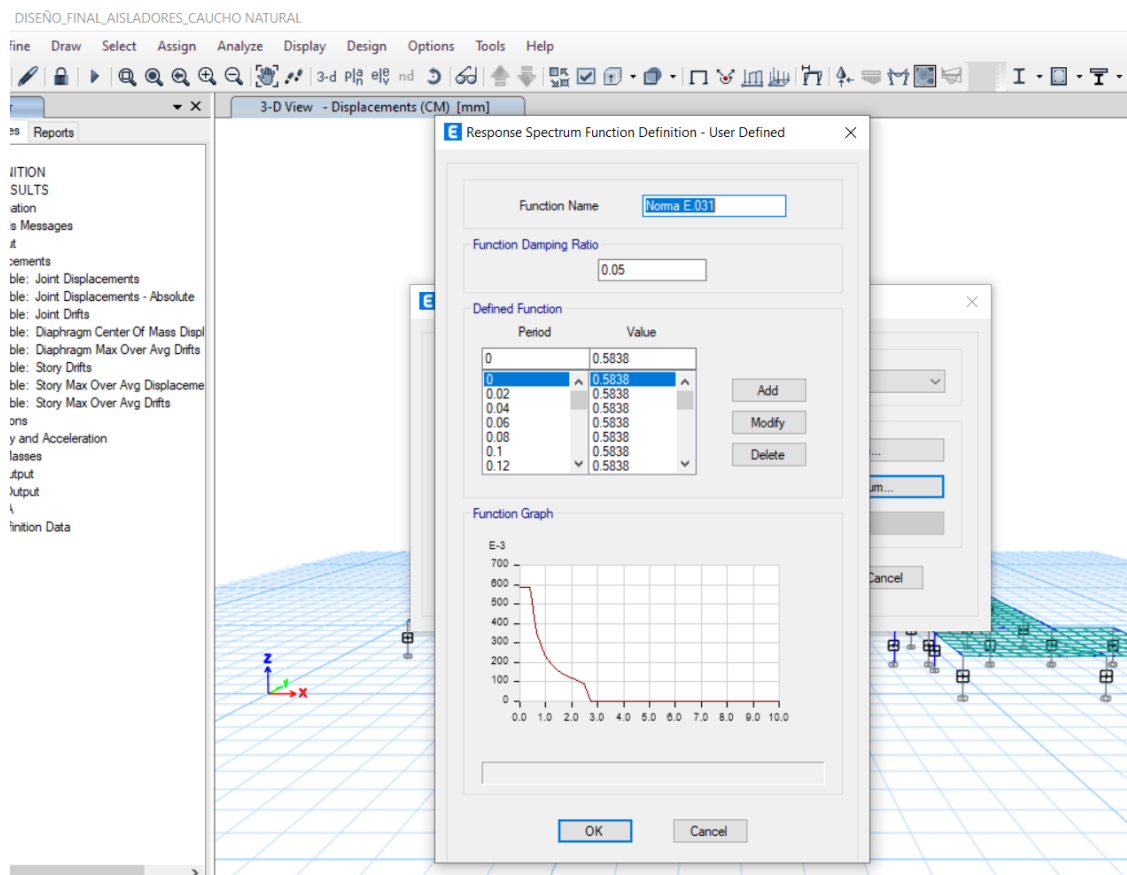 DISEÑO_FINAL_AISLADORES_CAUCHO NATURAL
fine Draw Select Assign Analyze Display Design Options Tools Help
3-d nd
3-D View - Displacements (CM) [mm]
es Reports
NITION
SULTS
ation
s Messages
ut
cements
ble: Joint Displacements
ble: Joint Displacements - Absolute
ble: Joint Drifts
ble: Diaphragm Center Of Mass Displ
ble: Diaphragm Max Over Avg Drifts
ble: Story Drifts
ble: Story Max Over Avg Displaceme
ble: Story Max Over Avg Drifts
ons
y and Acceleration
lasses
utput
Output
A
finition Data
E Response Spectrum Function Definition - User Defined
Function Name Norma E.031
Function Damping Ratio
0.05
Defined Function
Period Value
0 0.5838
0 0.5838
0.02 0.5838
0.04 0.5838
0.06 0.5838
0.08 0.5838
0.1 0.5838
0.12 0.5838
Add
Modify
Delete
Function Graph
E-3
700
600
500
400
300
200
100
0
0.0 1.0 2.0 3.0 4.0 5.0 6.0 7.0 8.0 9.0 10.0
OK Cancel
E
...
um...
Cancel
Z
Y
X